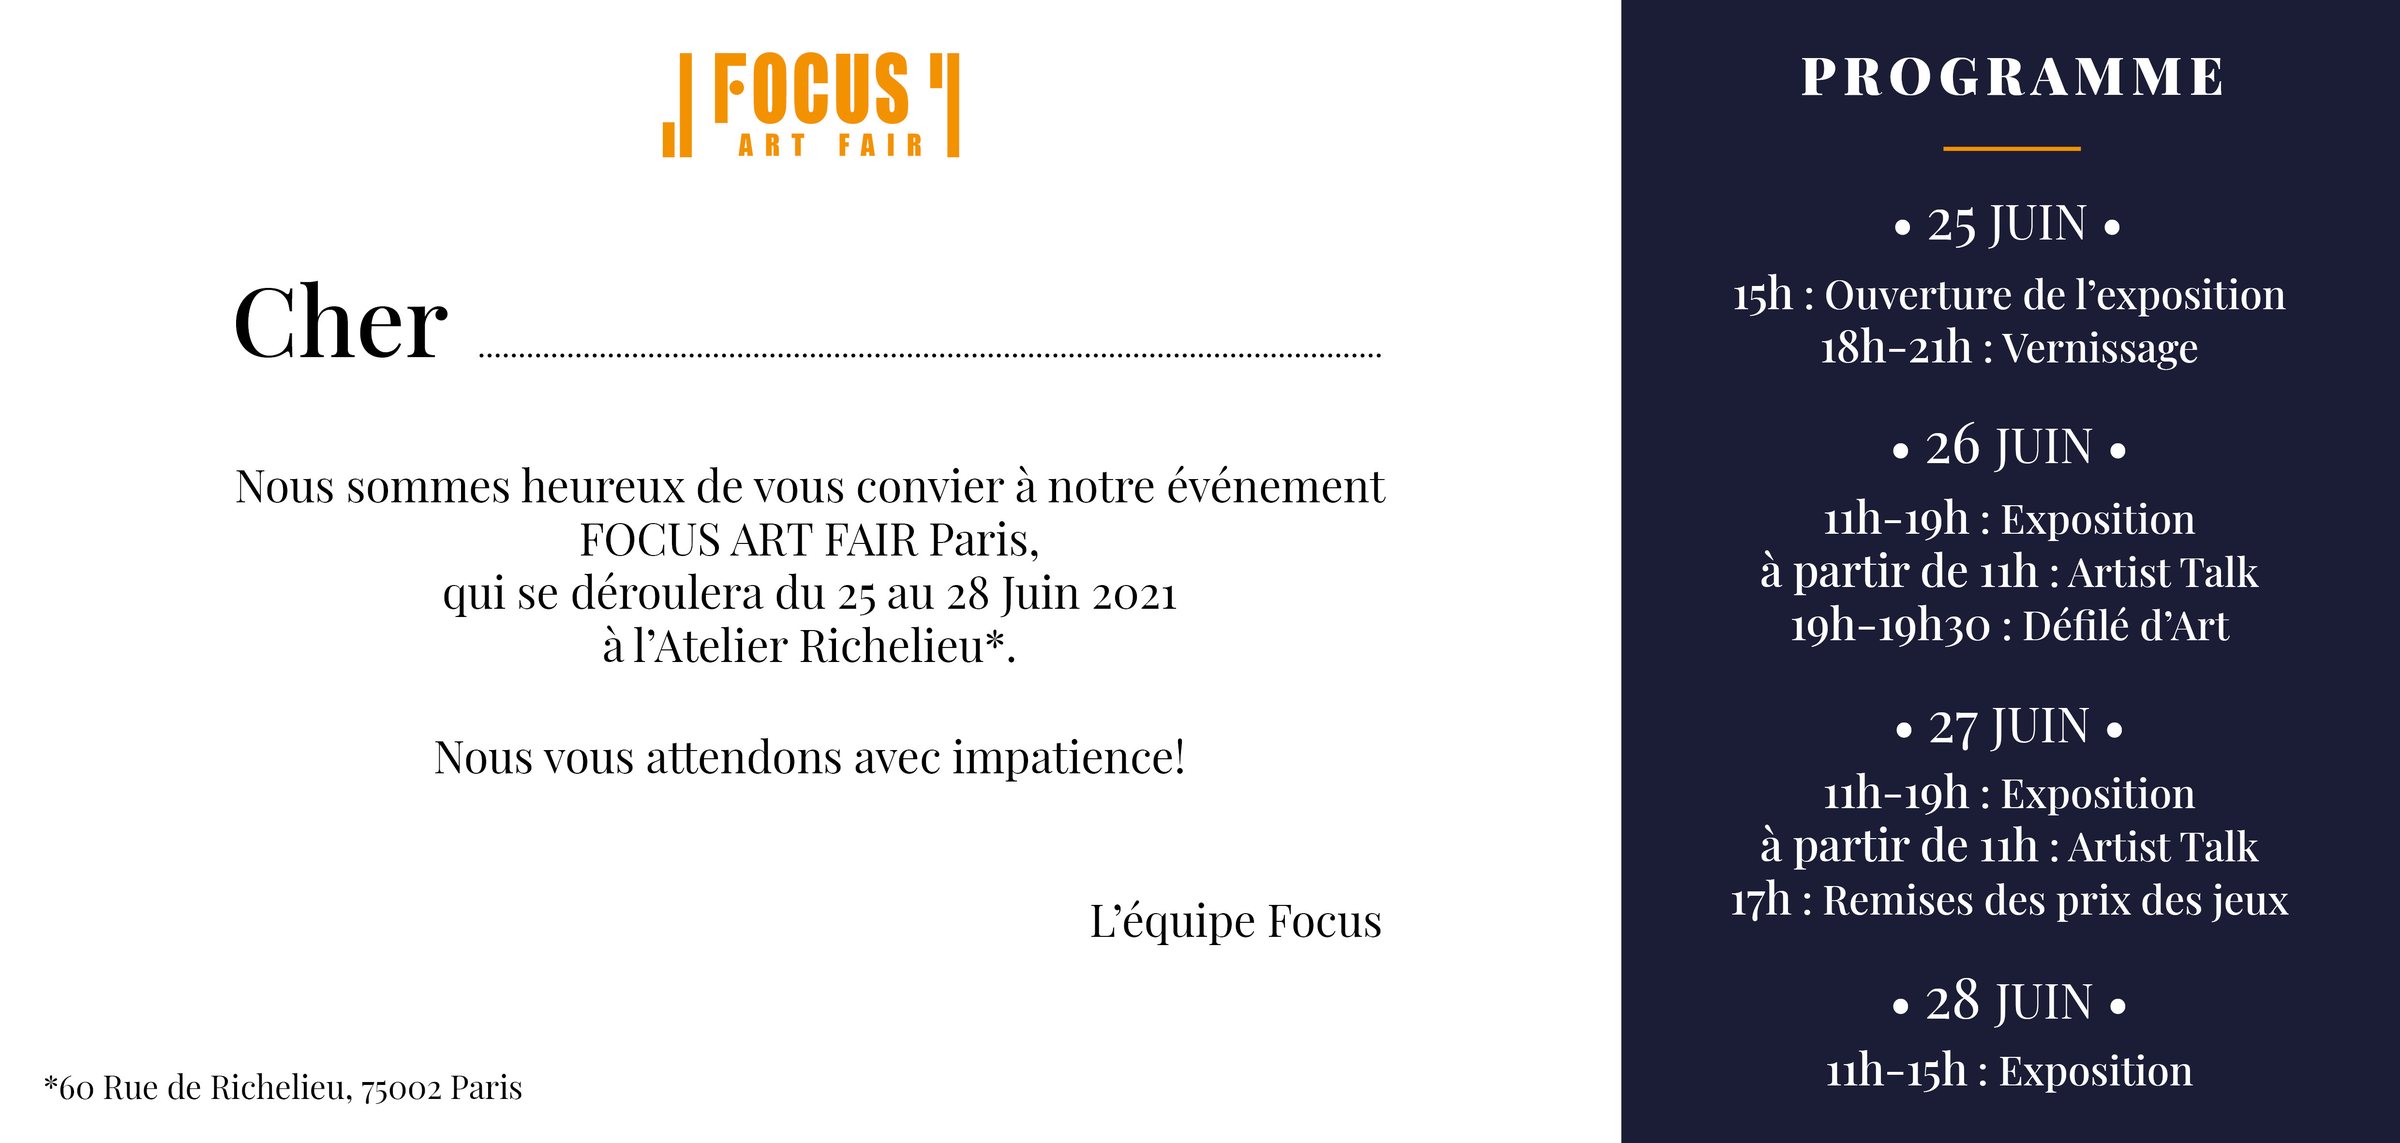 FOCUS
ART FAIR
Cher ........................................................
Nous sommes heureux de vous convier à notre événement
FOCUS ART FAIR Paris,
qui se déroulera du 25 au 28 Juin 2021
à l’Atelier Richelieu*.
Nous vous attendons avec impatience!
L’équipe Focus
*60 Rue de Richelieu, 75002 Paris
PROGRAMME
• 25 JUIN •
15h : Ouverture de l’exposition
18h-21h : Vernissage
• 26 JUIN •
11h-19h : Exposition
à partir de 11h : Artist Talk
19h-19h30 : Défilé d’Art
• 27 JUIN •
11h-19h : Exposition
à partir de 11h : Artist Talk
17h : Remises des prix des jeux
• 28 JUIN •
11h-15h : Exposition